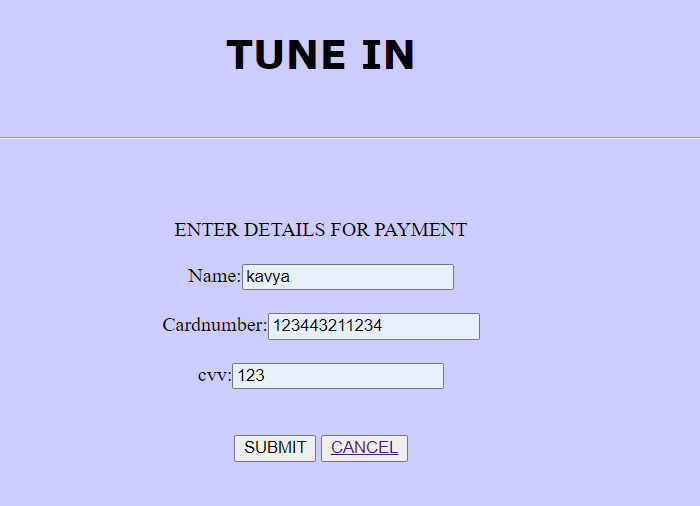 TUNE IN
ENTER DETAILS FOR PAYMENT
Name:kavya
Cardnumber:123443211234
cvv:123
SUBMIT CANCEL